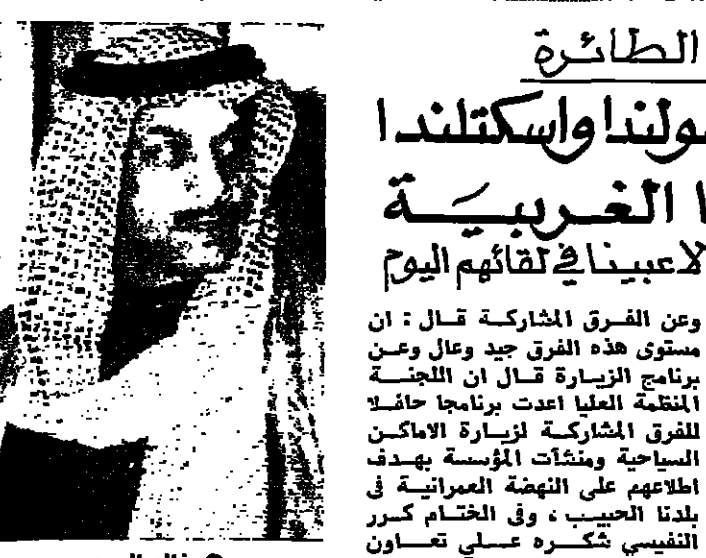 الطائرة
ولندا واسكتلندا
ا الغربية
لاعبينا في لقائهم اليوم
وعن الفرق المشاركة قال : ان
مستوى هذه الفرق جيد وعال وعن
برنامج الزيارة قال ان اللجنة
المنظمة العليا اعدت برنامجا حافلا
للفرق المشاركة لزيارة الاماكن
السياحية ومنشآت المؤسسة بهدف
اطلاعهم على النهضة العمرانية في
بلدنا الحبيب ، وفي الختام كرر
النفيسي شكره عملي تعاون